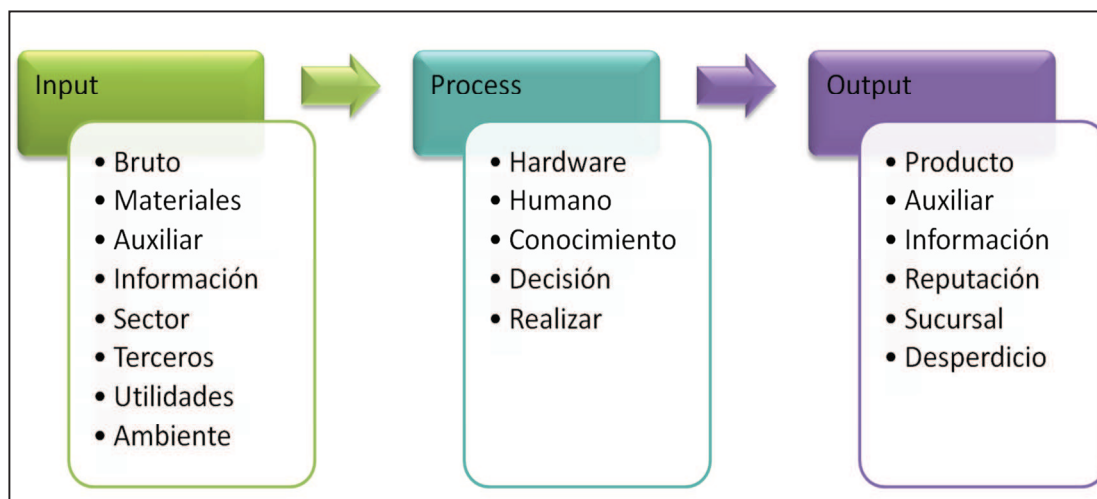 Input
• Bruto
• Materiales
• Auxiliar
• Información
• Sector
• Terceros
• Utilidades
• Ambiente
Process
• Hardware
• Humano
• Conocimiento
• Decisión
• Realizar
Output
• Producto
• Auxiliar
• Información
• Reputación
• Sucursal
• Desperdicio